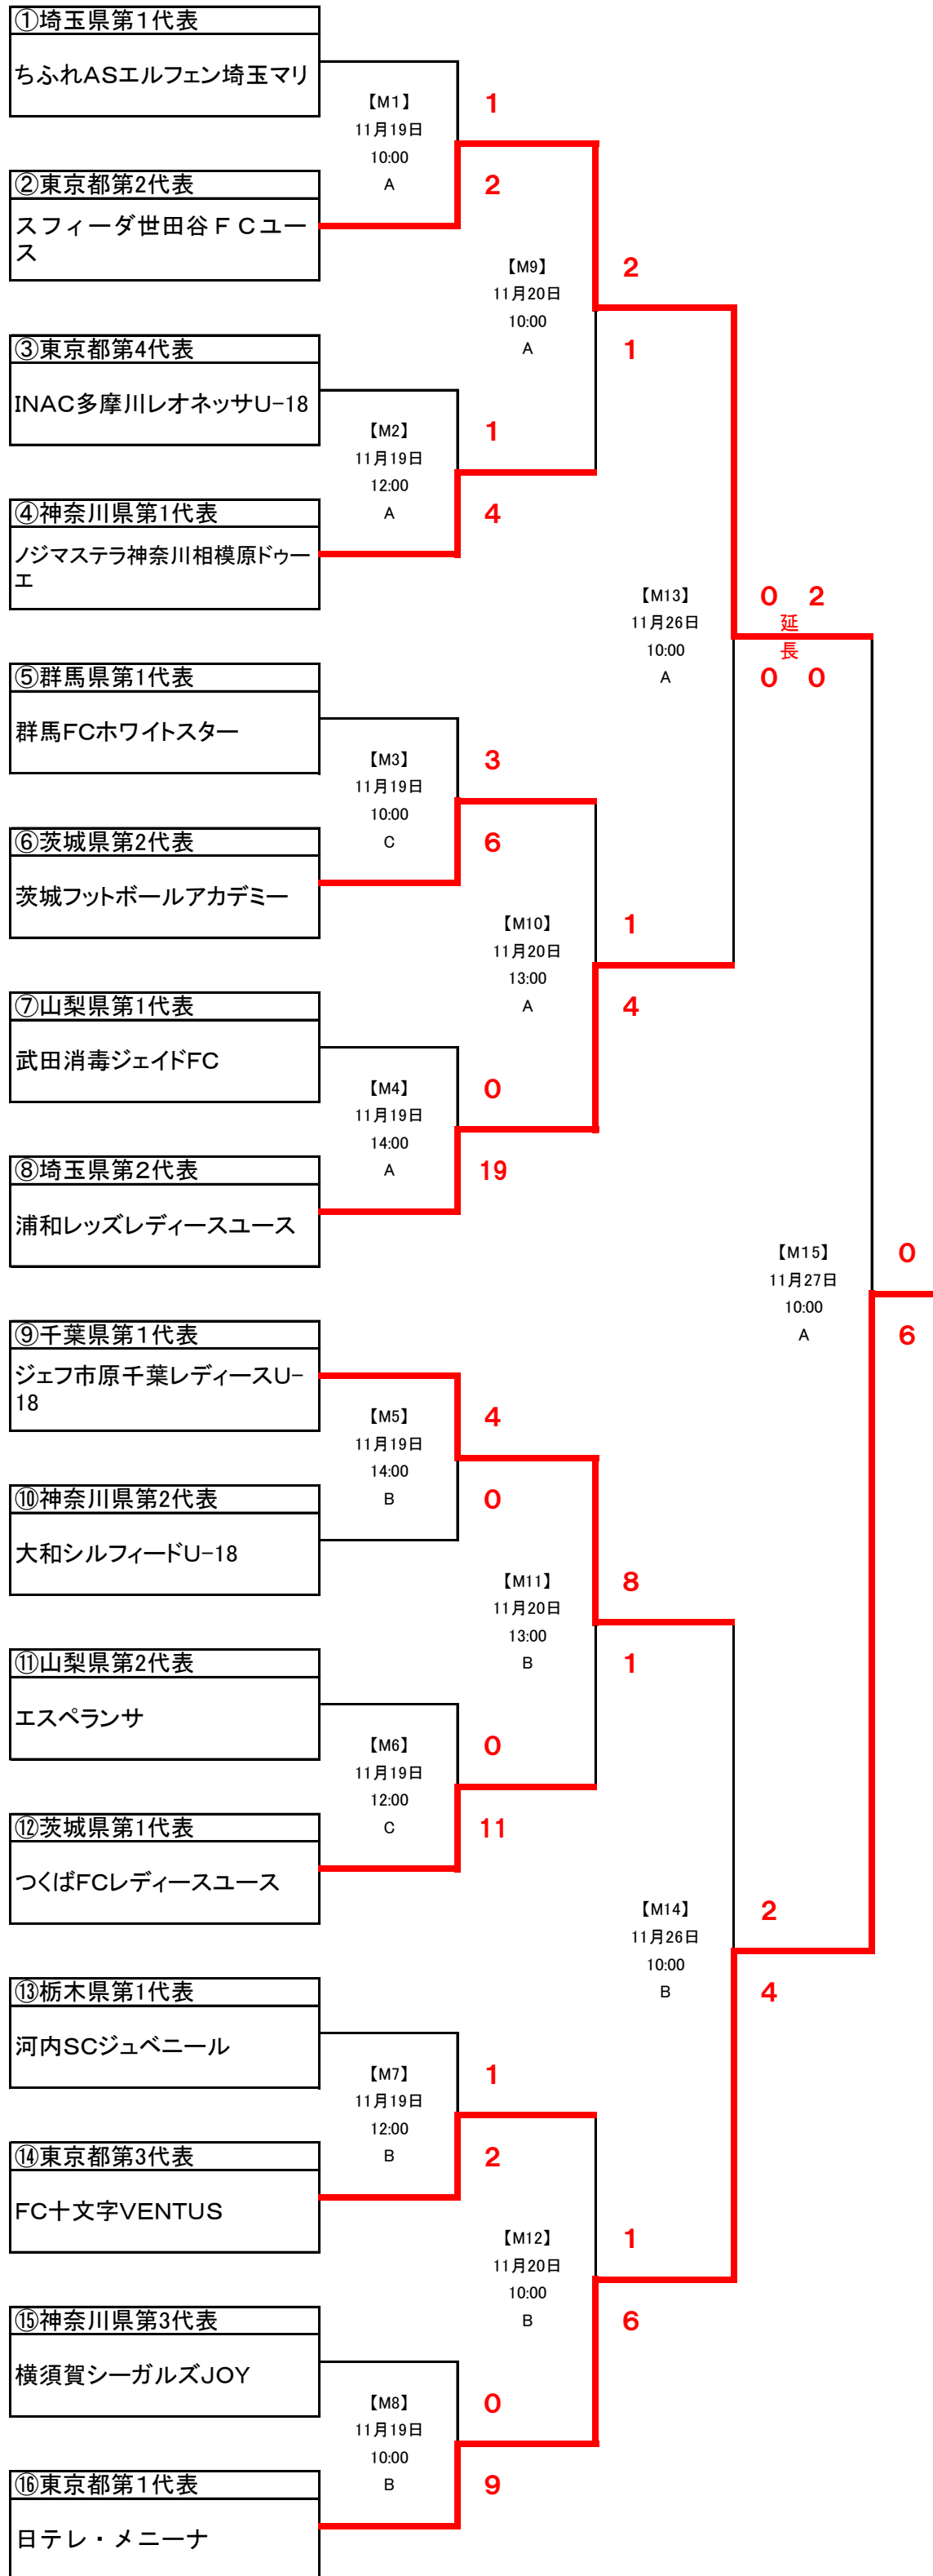 ①埼玉県第1代表
ちふれASエルフェン埼玉マリ
【M1】
11月19日
10:00
A
1
2
②東京都第2代表
スフィーダ世田谷FCユー
ス
【M9】
11月20日
10:00
A
2
1
③東京都第4代表
INAC多摩川レオネッサU-18
【M2】
11月19日
12:00
A
1
4
④神奈川県第1代表
ノジマステラ神奈川相模原ドゥー
エ
【M13】
11月26日
10:00
A
0 2
延
長
0 0
⑤群馬県第1代表
群馬FCホワイトスター
【M3】
11月19日
10:00
C
3
6
⑥茨城県第2代表
茨城フットボールアカデミー
【M10】
11月20日
13:00
A
1
4
⑦山梨県第1代表
武田消毒ジェイドFC
【M4】
11月19日
14:00
A
0
19
⑧埼玉県第2代表
浦和レッズレディースユース
【M15】
11月27日
10:00
A
0
6
⑨千葉県第1代表
ジェフ市原千葉レディースU-
18
【M5】
11月19日
14:00
B
4
0
⑩神奈川県第2代表
大和シルフィードU-18
【M11】
11月20日
13:00
B
8
1
⑪山梨県第2代表
エスペランサ
【M6】
11月19日
12:00
C
0
11
⑫茨城県第1代表
つくばFCレディースユース
【M14】
11月26日
10:00
B
2
4
⑬栃木県第1代表
河内SCジュベニール
【M7】
11月19日
12:00
B
1
2
⑭東京都第3代表
FC十文字VENTUS
【M12】
11月20日
10:00
B
1
6
⑮神奈川県第3代表
横須賀シーガルズJOY
【M8】
11月19日
10:00
B
0
9
⑯東京都第1代表
日テレ・メニーナ